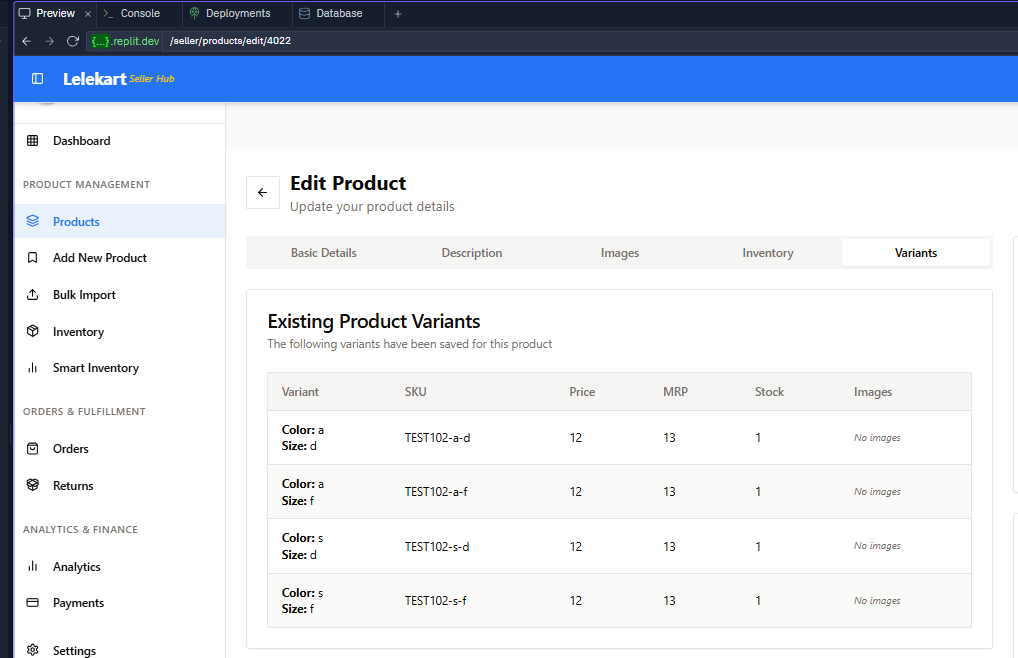 Preview
Console
Deployments
Database
{...}.replit.dev /seller/products/edit/4022
Lelekart Seller Hub
Dashboard
PRODUCT MANAGEMENT
Products
Add New Product
Bulk Import
Inventory
Smart Inventory
ORDERS & FULFILLMENT
Orders
Returns
ANALYTICS & FINANCE
Analytics
Payments
Settings
Edit Product
Update your product details
Basic Details Description Images Inventory Variants
Existing Product Variants
The following variants have been saved for this product
Variant SKU Price MRP Stock Images
Color: a
Size: d
TEST102-a-d 12 13 1 No images
Color: a
Size: f
TEST102-a-f 12 13 1 No images
Color: s
Size: d
TEST102-s-d 12 13 1 No images
Color: s
Size: f
TEST102-s-f 12 13 1 No images